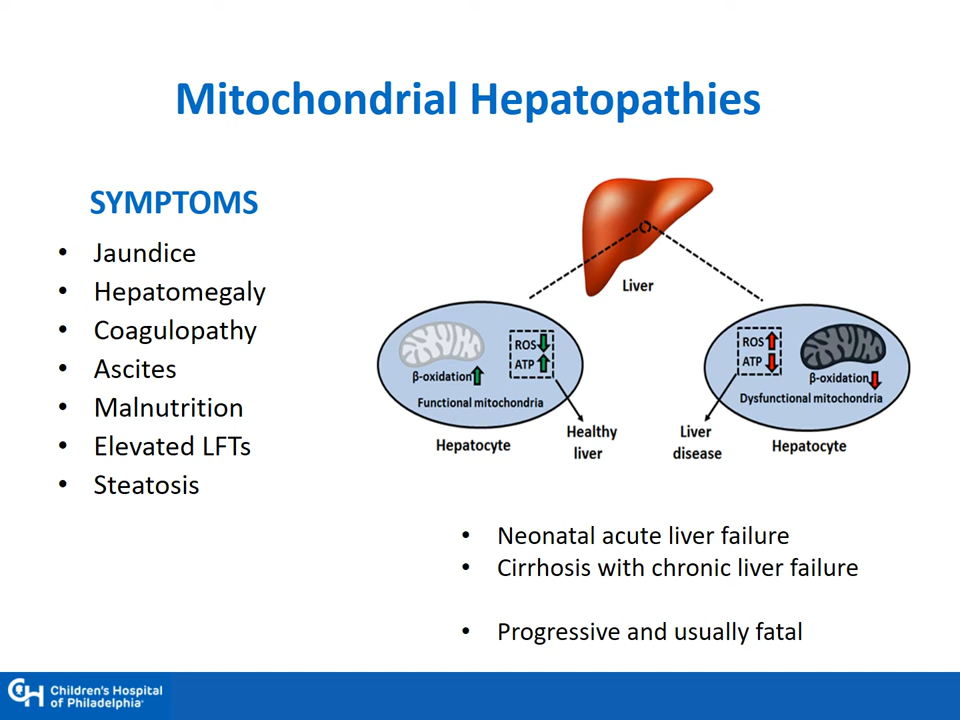 Mitochondrial Hepatopathies
SYMPTOMS
• Jaundice
• Hepatomegaly
• Coagulopathy
• Ascites
• Malnutrition
• Elevated LFTs
• Steatosis
Liver
ROS
ATP
β-oxidation
Functional mitochondria
Hepatocyte
Healthy
liver
ROS
ATP
β-oxidation
Dysfunctional mitochondria
Hepatocyte
Liver
disease
• Neonatal acute liver failure
• Cirrhosis with chronic liver failure
• Progressive and usually fatal
CH Children's Hospital
of Philadelphia